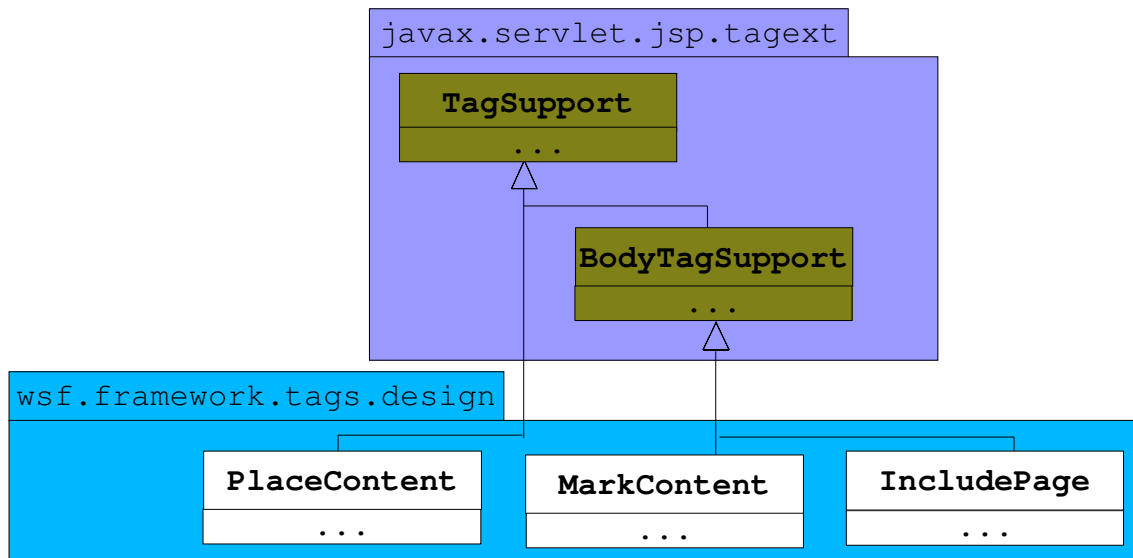 javax.servlet.jsp.tagext
TagSupport
...
BodyTagSupport
...
wsf.framework.tags.design
PlaceContent
...
MarkContent
...
IncludePage
...